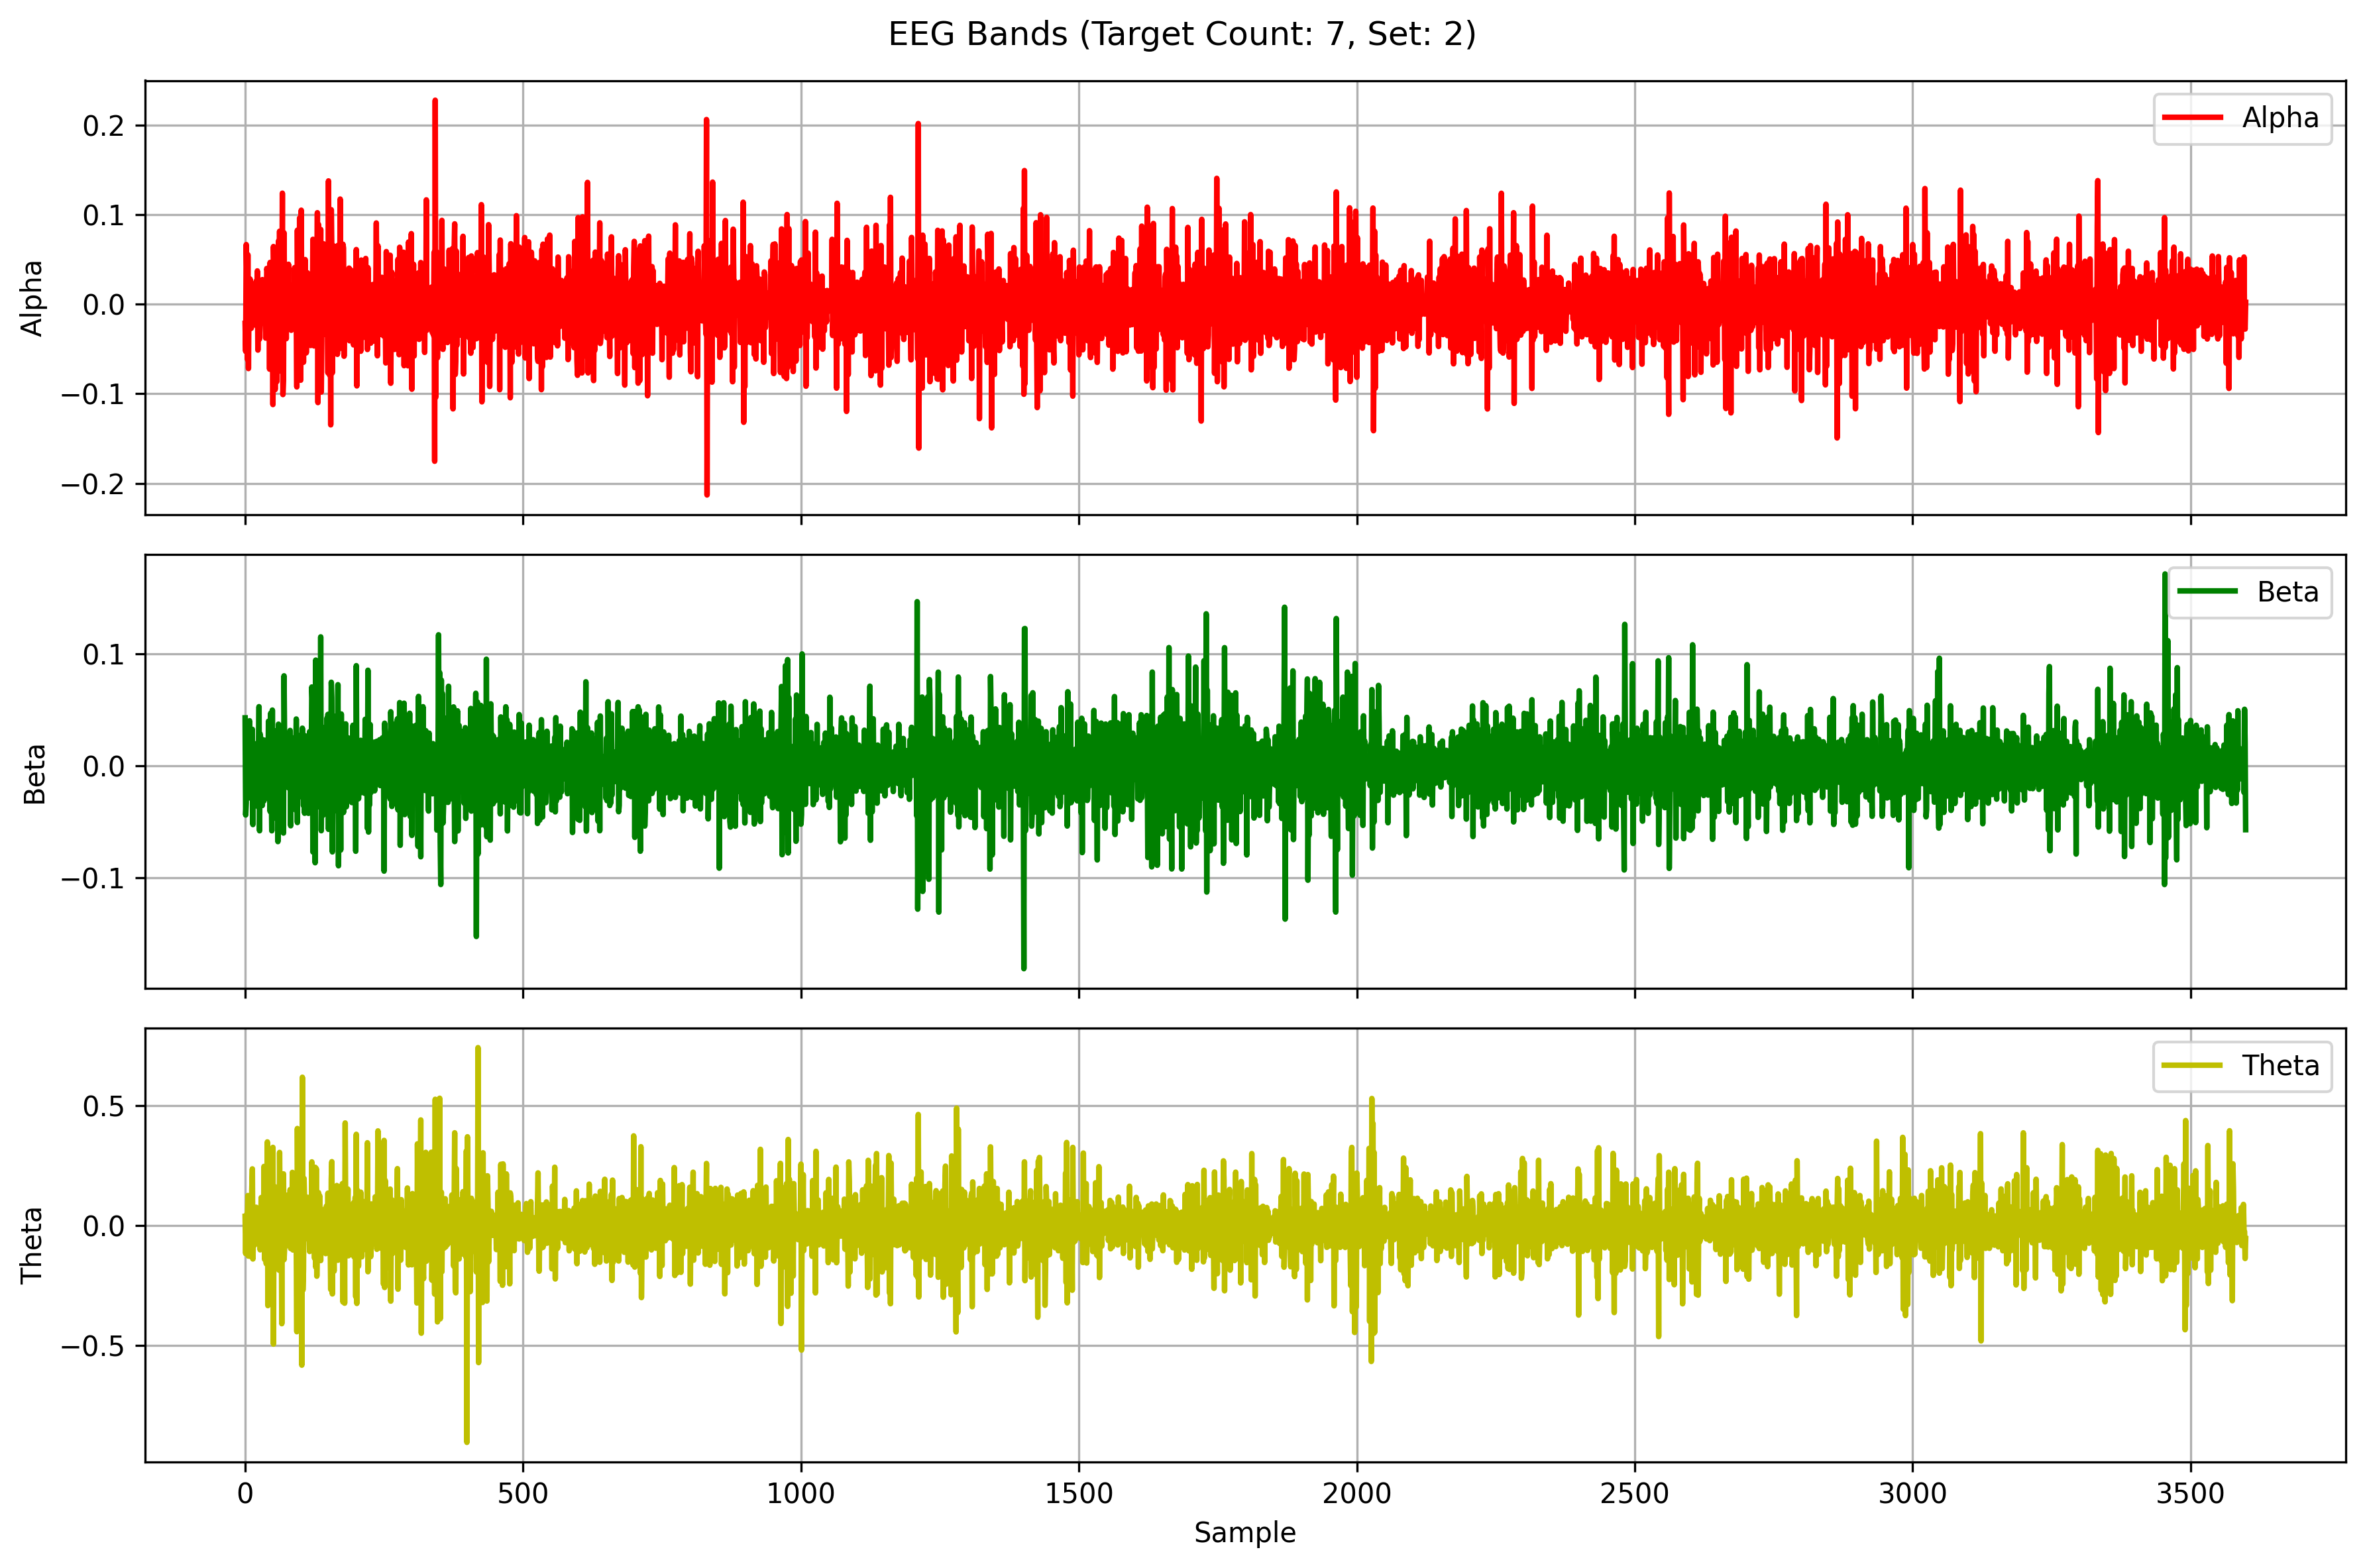 EEG Bands (Target Count: 7, Set: 2)
0.2
0.1
0.0
−0.1
−0.2
Alpha
Alpha
0.1
0.0
−0.1
Beta
Beta
0.5
0.0
−0.5
Theta
Theta
0 500 1000 1500 2000 2500 3000 3500
Sample